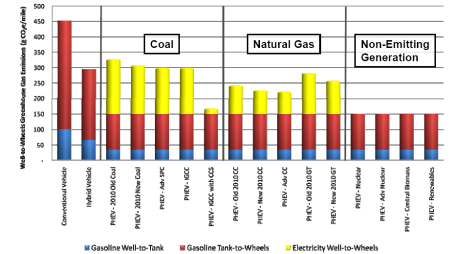 Well-to-Wheels Greenhouse Gas Emissions (g CO₂e/mile)
500
450
400
350
300
250
200
150
100
50
-
Coal
Natural Gas
Non-Emitting
Generation
Conventional Vehicle
Hybrid Vehicle
PHEV - 2010 Old Coal
PHEV - 2010 New Coal
PHEV - Adv SPC
PHEV - IGCC
PHEV - IGCC with CCS
PHEV - Old 2010 CC
PHEV - New 2010 CC
PHEV - Adv CC
PHEV - Old 2010 GT
PHEV - New 2010 GT
PHEV - Nuclear
PHEV - Adv Nuclear
PHEV - Central Biomass
PHEV - Renewables
Gasoline Well-to-Tank
Gasoline Tank-to-Wheels
Electricity Well-to-Wheels